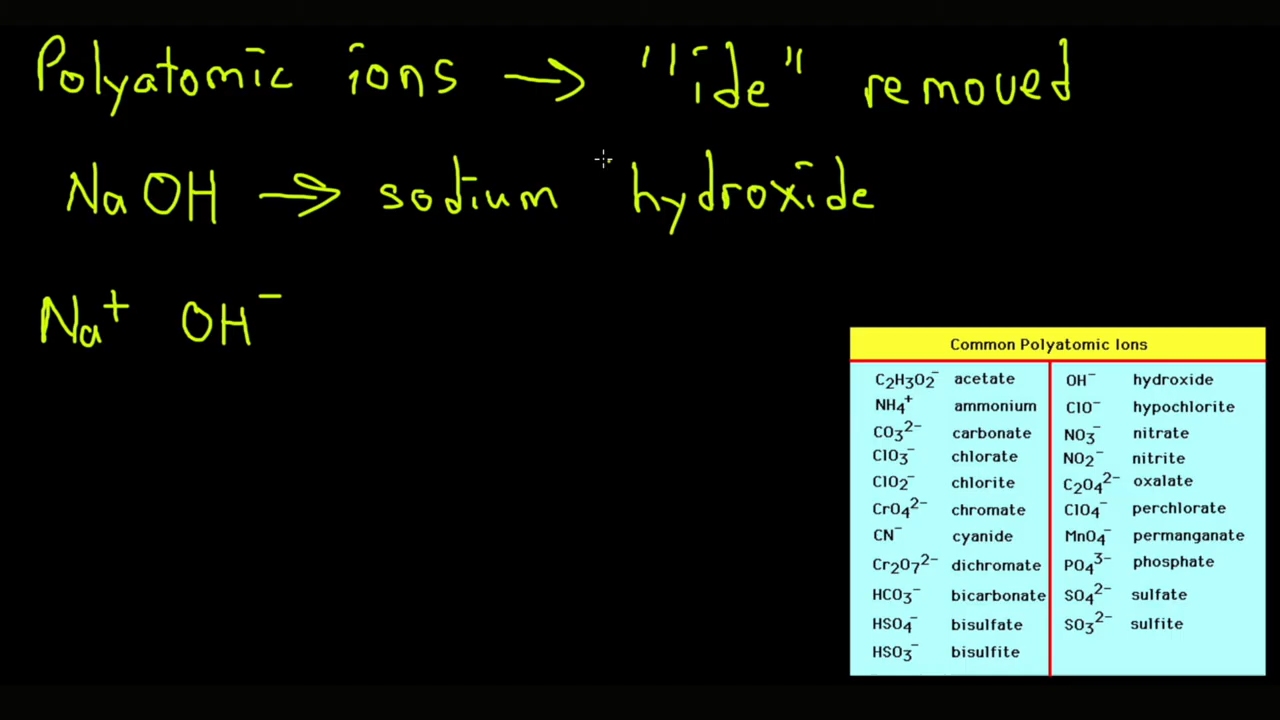 Polyatomic ions → "ide" removed
NaOH → sodium hydroxide
Na⁺ OH⁻
Common Polyatomic Ions
C₂H₃O₂⁻ acetate
NH₄⁺ ammonium
CO₃²⁻ carbonate
ClO₃⁻ chlorate
ClO₂⁻ chlorite
CrO₄²⁻ chromate
CN⁻ cyanide
Cr₂O₇²⁻ dichromate
HCO₃⁻ bicarbonate
HSO₄⁻ bisulfate
HSO₃⁻ bisulfite
OH⁻ hydroxide
ClO⁻ hypochlorite
NO₃⁻ nitrate
NO₂⁻ nitrite
C₂O₄²⁻ oxalate
ClO₄⁻ perchlorate
MnO₄⁻ permanganate
PO₄³⁻ phosphate
SO₄²⁻ sulfate
SO₃²⁻ sulfite